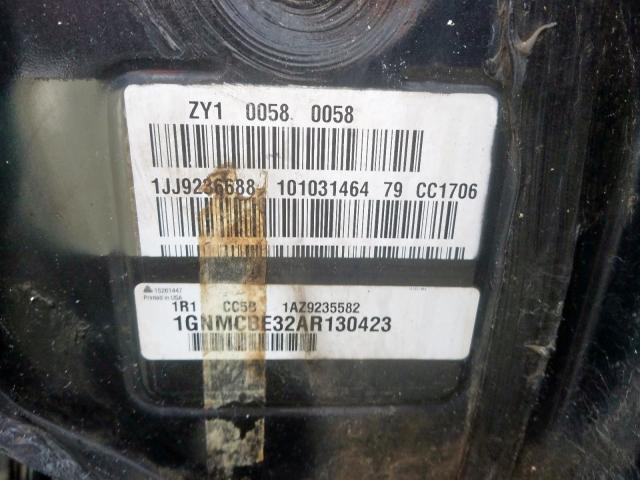 ZY1 0058 0058
1JJ9236688 101031464 79 CC1706
15261447
Printed in USA
1R1 CC5B 1AZ9235582
1GNMCBE32AR130423